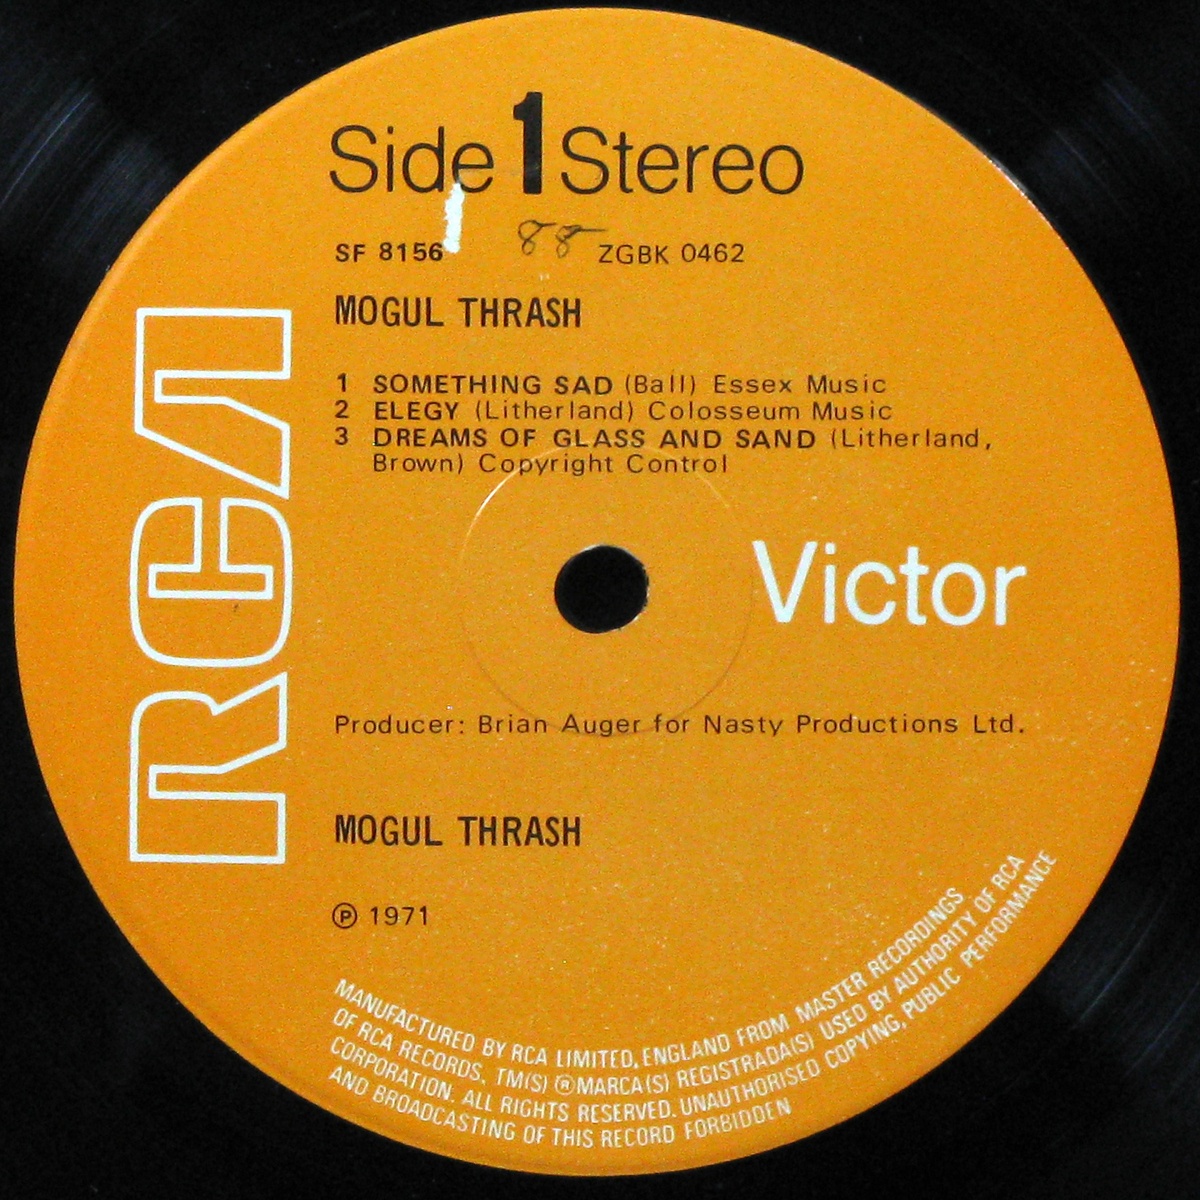 Side 1 Stereo
SF 8156 88 ZGBK 0462
MOGUL THRASH
1 SOMETHING SAD (Ball) Essex Music
2 ELEGY (Litherland) Colosseum Music
3 DREAMS OF GLASS AND SAND (Litherland,
Brown) Copyright Control
RCA
Victor
Producer: Brian Auger for Nasty Productions Ltd.
MOGUL THRASH
℗ 1971
MANUFACTURED BY RCA LIMITED, ENGLAND FROM MASTER RECORDINGS
OF RCA RECORDS. TM(S) ® MARCA(S) REGISTRADA(S) USED BY AUTHORITY OF RCA
CORPORATION. ALL RIGHTS RESERVED. UNAUTHORISED COPYING, PUBLIC PERFORMANCE
AND BROADCASTING OF THIS RECORD FORBIDDEN